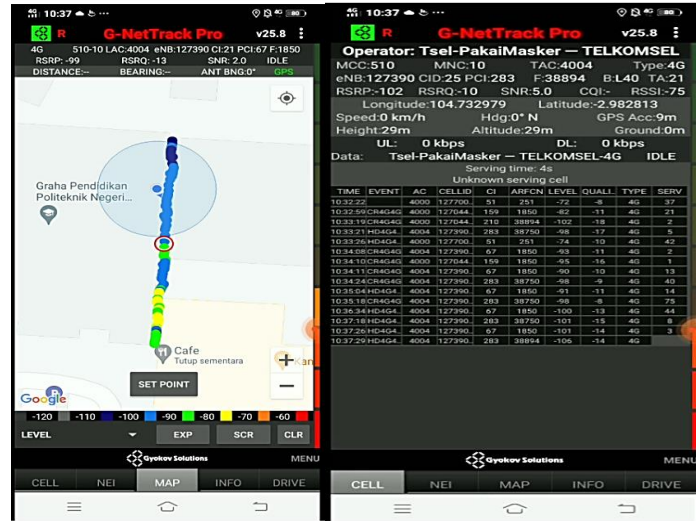 10:37
G-NetTrack Pro
v25.8
R
4G 510-10 LAC:4004 eNB:127390 CI:21 PCI:67 F:1850
RSRP: -99 RSRQ: -13 SNR: 2.0 IDLE
DISTANCE:-- BEARING:-- ANT BNG:0° GPS
Graha Pendidikan
Politeknik Negeri...
Cafe
Tutup sementara
Kan
SET POINT
+
−
Google
-120 -110 -100 -90 -80 -70 -60
LEVEL EXP SCR CLR
Gyokov Solutions
MENU
CELL NEI MAP INFO DRIVE
10:37
R G-NetTrack Pro v25.8
Operator: Tsel-PakaiMasker — TELKOMSEL
MCC:510 MNC:10 TAC:4004 4G
eNB:127390 CID:25 PCI:283 F:38894 B:L40 TA:21
RSRP:-102 RSRQ:-10 SNR:5.0 CQI:- RSSI:-75
Longitude:104.732979 Latitude:-2.982813
Speed:0 km/h Hdg:0° N GPS Acc:9m
Height:29m Altitude:29m Ground:0m
UL: 0 kbps DL: 0 kbps
Data: Tsel-PakaiMasker — TELKOMSEL-4G IDLE
Serving time: 4s
Unknown serving cell
TIME EVENT AC CELLID CI ARFCN LEVEL QUALI. TYPE SERV
10:32:22 4000 127700.. 51 251 -72 -8 4G 37
10:32:59 CR4G4G 4000 127044.. 159 1850 -82 -11 4G 21
10:33:19 CR4G4G 4000 127044.. 210 38894 -102 -18 4G 2
10:33:21 HD4G4.. 4004 127390.. 283 38750 -98 -17 4G 5
10:33:26 HD4G4.. 4000 127700.. 51 251 -74 -10 4G 42
10:34:08 CR4G4G 4004 127390.. 67 1850 -93 -11 4G 2
10:34:10 CR4G4G 4000 127044.. 159 1850 -95 -16 4G 1
10:34:11 CR4G4G 4004 127390.. 67 1850 -90 -10 4G 13
10:34:24 CR4G4G 4004 127390.. 283 38750 -98 -9 4G 40
10:35:04 HD4G4.. 4004 127390.. 67 1850 -91 -11 4G 14
10:35:18 CR4G4G 4004 127390.. 283 38750 -98 -8 4G 75
10:36:34 HD4G4.. 4004 127390.. 67 1850 -100 -13 4G 44
10:37:18 HD4G4.. 4004 127390.. 283 38750 -101 -15 4G 8
10:37:26 HD4G4.. 4004 127390.. 67 1850 -101 -14 4G 3
10:37:29 HD4G4.. 4004 127390.. 283 38894 -106 -14 4G
Gyokov Solutions
MENU
CELL NEI MAP INFO DRIVE